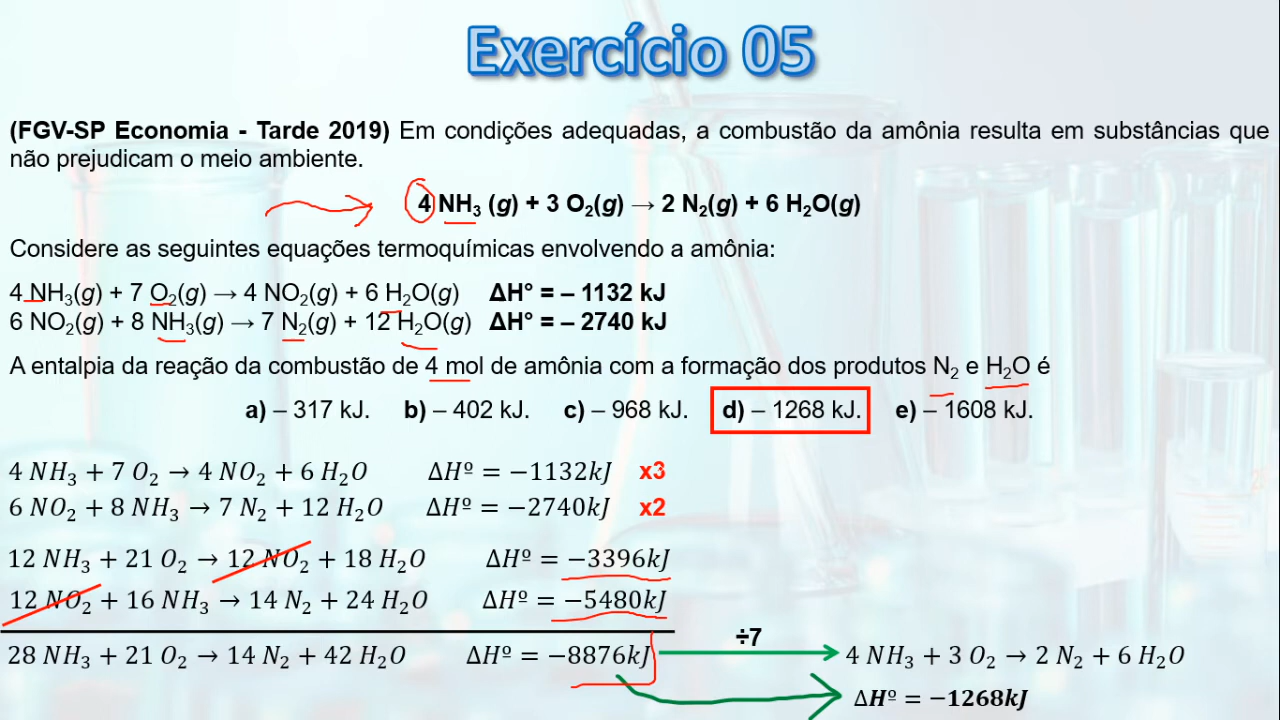 Exercício 05
(FGV-SP Economia - Tarde 2019) Em condições adequadas, a combustão da amônia resulta em substâncias que
não prejudicam o meio ambiente.
4 NH₃ (g) + 3 O₂(g) → 2 N₂(g) + 6 H₂O(g)
Considere as seguintes equações termoquímicas envolvendo a amônia:
4 NH₃(g) + 7 O₂(g) → 4 NO₂(g) + 6 H₂O(g) ΔH° = – 1132 kJ
6 NO₂(g) + 8 NH₃(g) → 7 N₂(g) + 12 H₂O(g) ΔH° = – 2740 kJ
A entalpia da reação da combustão de 4 mol de amônia com a formação dos produtos N₂ e H₂O é
a) – 317 kJ. b) – 402 kJ. c) – 968 kJ. d) – 1268 kJ. e) – 1608 kJ.
4 NH₃ + 7 O₂ → 4 NO₂ + 6 H₂O ΔHº = −1132kJ x3
6 NO₂ + 8 NH₃ → 7 N₂ + 12 H₂O ΔHº = −2740kJ x2
12 NH₃ + 21 O₂ → 12 NO₂ + 18 H₂O ΔHº = −3396kJ
12 NO₂ + 16 NH₃ → 14 N₂ + 24 H₂O ΔHº = −5480kJ
28 NH₃ + 21 O₂ → 14 N₂ + 42 H₂O ΔHº = −8876kJ ÷7 4 NH₃ + 3 O₂ → 2 N₂ + 6 H₂O
ΔHº = −1268kJ